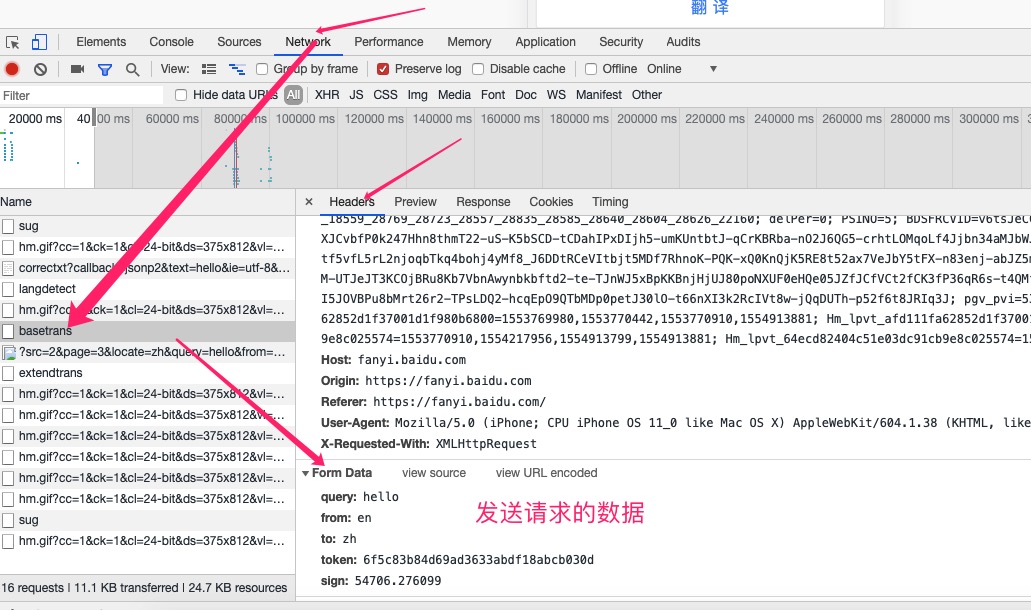 翻 译
Elements Console Sources Network Performance Memory Application Security Audits
View: Group by frame Preserve log Disable cache Offline Online
Filter Hide data URLs All XHR JS CSS Img Media Font Doc WS Manifest Other
20000 ms 40 00 ms 60000 ms 80000 ms 100000 ms 120000 ms 140000 ms 160000 ms 180000 ms 200000 ms 220000 ms 240000 ms 260000 ms 280000 ms 300000 ms
Name
sug
hm.gif?cc=1&ck=1&cl=24-bit&ds=375x812&vl=...
correctxt?callback=jsonp2&text=hello&ie=utf-8&...
langdetect
hm.gif?cc=1&ck=1&cl=24-bit&ds=375x812&vl=...
basetrans
?src=2&page=3&locate=zh&query=hello&from=...
extendtrans
hm.gif?cc=1&ck=1&cl=24-bit&ds=375x812&vl=...
hm.gif?cc=1&ck=1&cl=24-bit&ds=375x812&vl=...
hm.gif?cc=1&ck=1&cl=24-bit&ds=375x812&vl=...
hm.gif?cc=1&ck=1&cl=24-bit&ds=375x812&vl=...
hm.gif?cc=1&ck=1&cl=24-bit&ds=375x812&vl=...
hm.gif?cc=1&ck=1&cl=24-bit&ds=375x812&vl=...
sug
hm.gif?cc=1&ck=1&cl=24-bit&ds=375x812&vl=...
16 requests | 11.1 KB transferred | 24.7 KB resources
× Headers Preview Response Cookies Timing
_18559_28769_28723_28557_28835_28585_28640_28604_28626_22160; delPer=0; PSINO=5;
XJCvbfP0k247Hhn8thmT22-uS-K5bSCD-tCDahIPxDIjh5-umKUntbtJ-qCrKBRba-nO2J6QG5-crhtLOMqoLf4Jjbn34aMJbW
tf5vfL5rL2njoqbTkq4bohj4yMf8_J6DDtRCeVItbjt5MDf7RhnoK-PQK-xQ0KnQjK5RE8t52ax7VeJbY5tFX-n83enj-abJZ5m
M-UTJeJT3KCOjBRu8Kb7VbnAwynbkbftd2-te-TJnWJ5xBpKKBnjHjUJ80poNXUF0eHQe05JZfJCfVCt2fCK3fP36qR6s-t4QM
I5JOVBPu8bMrt26r2-TPsLDQ2-hcqEpO9QTbMDp0petJ30lO-t66nXI3k2RcIVt8w-jQqDUTh-p52f6t8JRIq3J; pgv_pvi=53
62852d1f37001d1f980b6800=1553769980,1553770442,1553770910,1554913881; Hm_lpvt_afd111fa62852d1f37001
9e8c025574=1553770910,1554217956,1554913799,1554913881; Hm_lpvt_64ecd82404c51e03dc91cb9e8c025574=15
Host: fanyi.baidu.com
Origin: https://fanyi.baidu.com
Referer: https://fanyi.baidu.com/
User-Agent: Mozilla/5.0 (iPhone; CPU iPhone OS 11_0 like Mac OS X) AppleWebKit/604.1.38 (KHTML, like
X-Requested-With: XMLHttpRequest
Form Data view source view URL encoded
query: hello
from: en
to: zh
token: 6f5c83b84d69ad3633abdf18abcb030d
sign: 54706.276099
发送请求的数据